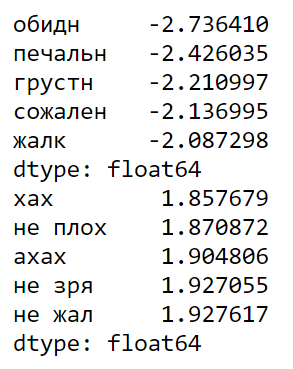 обидн -2.736410
печальн -2.426035
грустн -2.210997
сожален -2.136995
жалк -2.087298
dtype: float64
хах 1.857679
не плох 1.870872
ахах 1.904806
не зря 1.927055
не жал 1.927617
dtype: float64